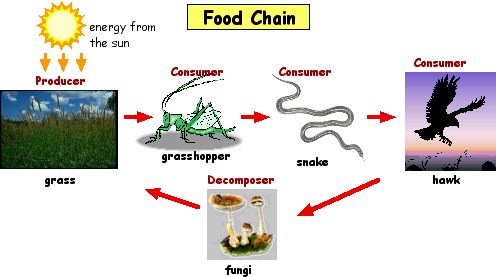 Food Chain
energy from
the sun
Producer
Consumer
Consumer
Consumer
grass
grasshopper
snake
hawk
Decomposer
fungi